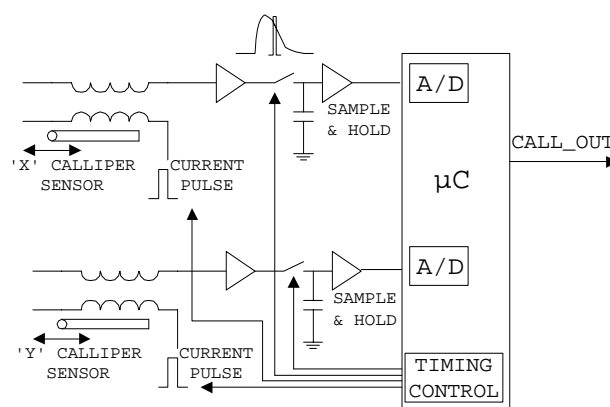 A/D
SAMPLE
& HOLD
'X' CALLIPER
SENSOR
CURRENT
PULSE
CALL_OUT
µC
A/D
SAMPLE
& HOLD
'Y' CALLIPER
SENSOR
CURRENT
PULSE
TIMING
CONTROL